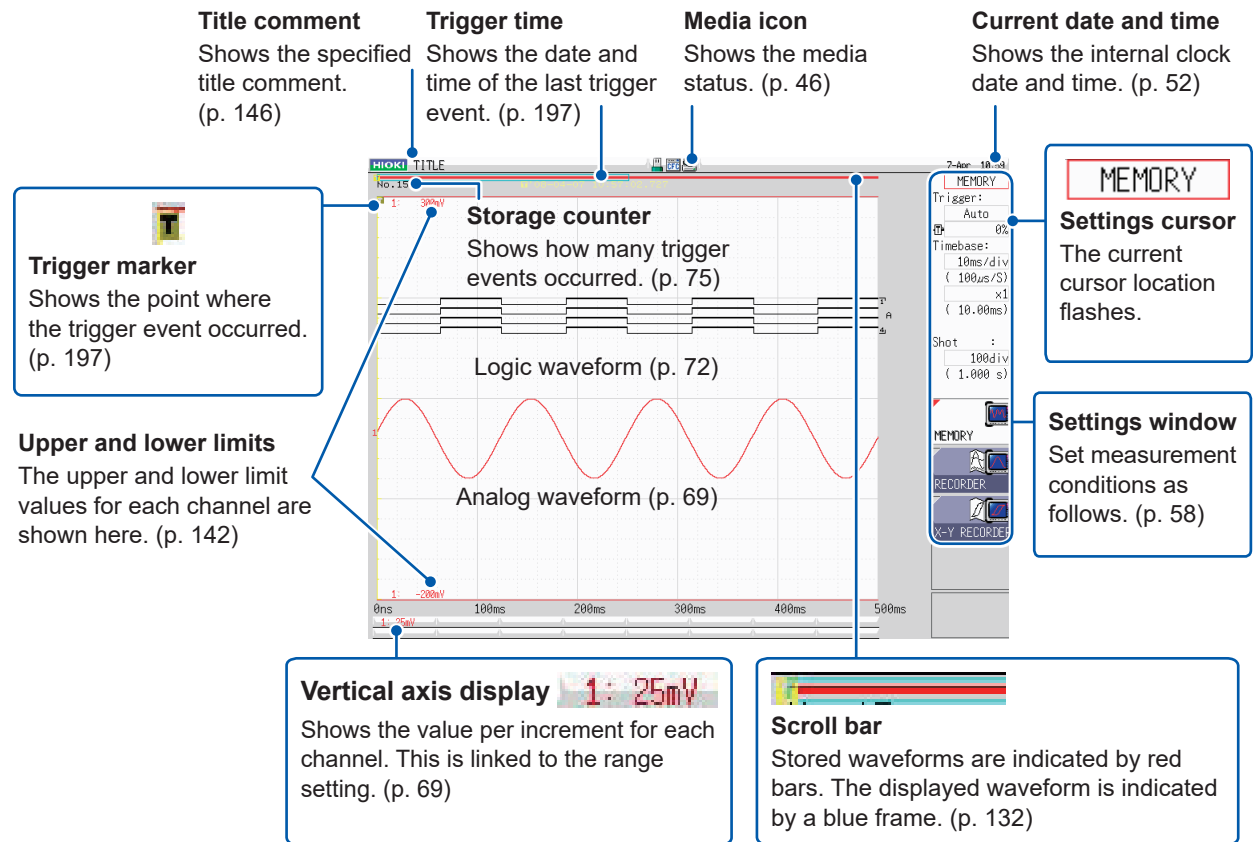 Title comment
Shows the specified
title comment.
(p. 146)
Trigger time
Shows the date and
time of the last trigger
event. (p. 197)
Media icon
Shows the media
status. (p. 46)
Current date and time
Shows the internal clock
date and time. (p. 52)
T
Trigger marker
Shows the point where
the trigger event occurred.
(p. 197)
Upper and lower limits
The upper and lower limit
values for each channel are
shown here. (p. 142)
HIOKI TITLE
7-Apr
No.15
1: 300mV
Storage counter
Shows how many trigger
events occurred. (p. 75)
A
Logic waveform (p. 72)
1
Analog waveform (p. 69)
1: -200mV
0ns 100ms 200ms 300ms 400ms 500ms
1: 25mV
MEMORY
Trigger:
Auto
T 0%
Timebase:
10ms/div
( 100µs/S)
x1
( 10.00ms)
Shot :
100div
( 1.000 s)
MEMORY
RECORDER
X-Y RECORDER
MEMORY
Settings cursor
The current
cursor location
flashes.
Settings window
Set measurement
conditions as
follows. (p. 58)
Vertical axis display 1: 25mV
Shows the value per increment for each
channel. This is linked to the range
setting. (p. 69)
Scroll bar
Stored waveforms are indicated by red
bars. The displayed waveform is indicated
by a blue frame. (p. 132)